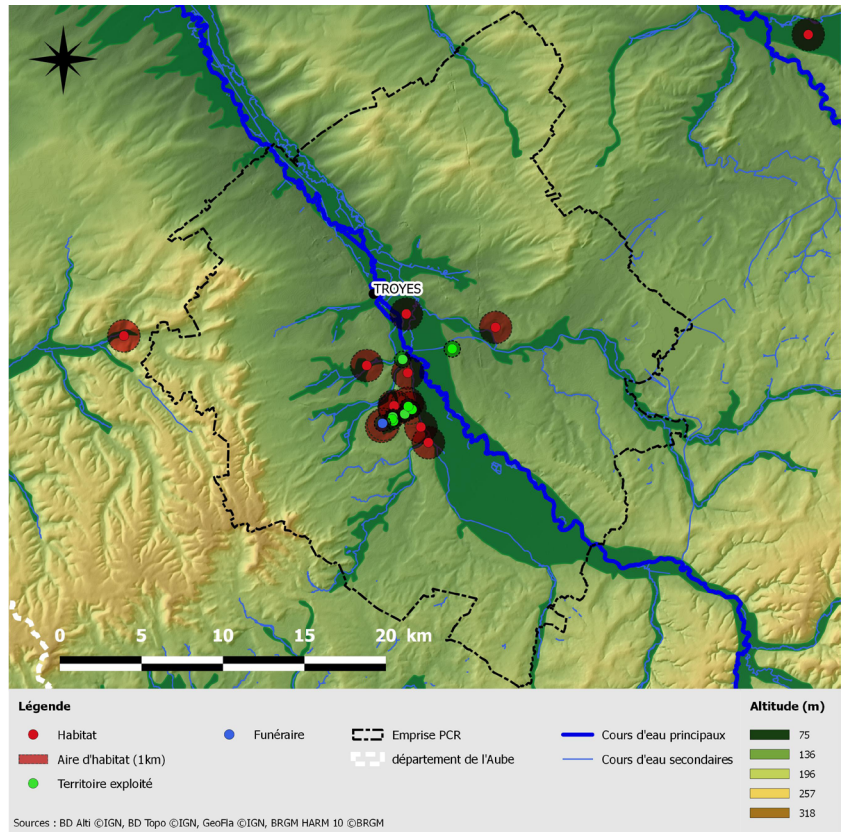 TROYES
0 5 10 15 20 km
Légende
Habitat
Aire d'habitat (1km)
Territoire exploité
Funéraire
Emprise PCR
département de l'Aube
Cours d'eau principaux
Cours d'eau secondaires
Altitude (m)
75
136
196
257
318
Sources : BD Alti ©IGN, BD Topo ©IGN, GeoFla ©IGN, BRGM HARM 10 ©BRGM